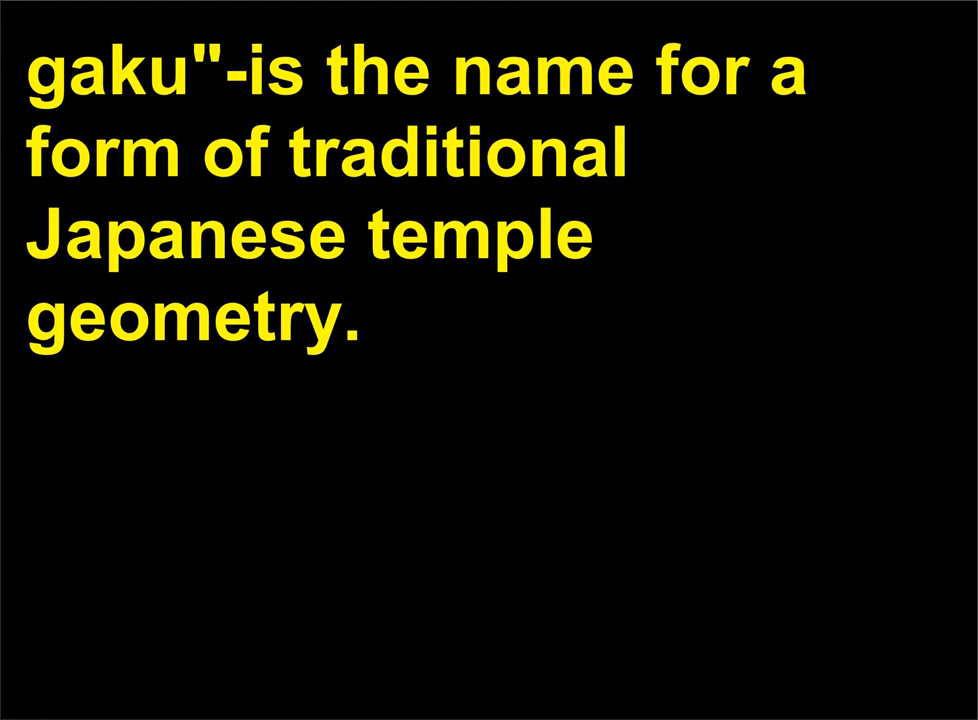 gaku"-is the name for a
form of traditional
Japanese temple
geometry.